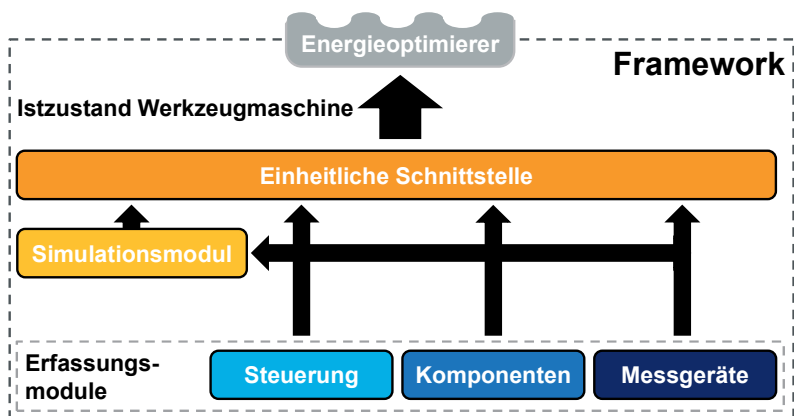 Energieoptimierer
Framework
Istzustand Werkzeugmaschine
Einheitliche Schnittstelle
Simulationsmodul
Erfassungs-
module
Steuerung
Komponenten
Messgeräte